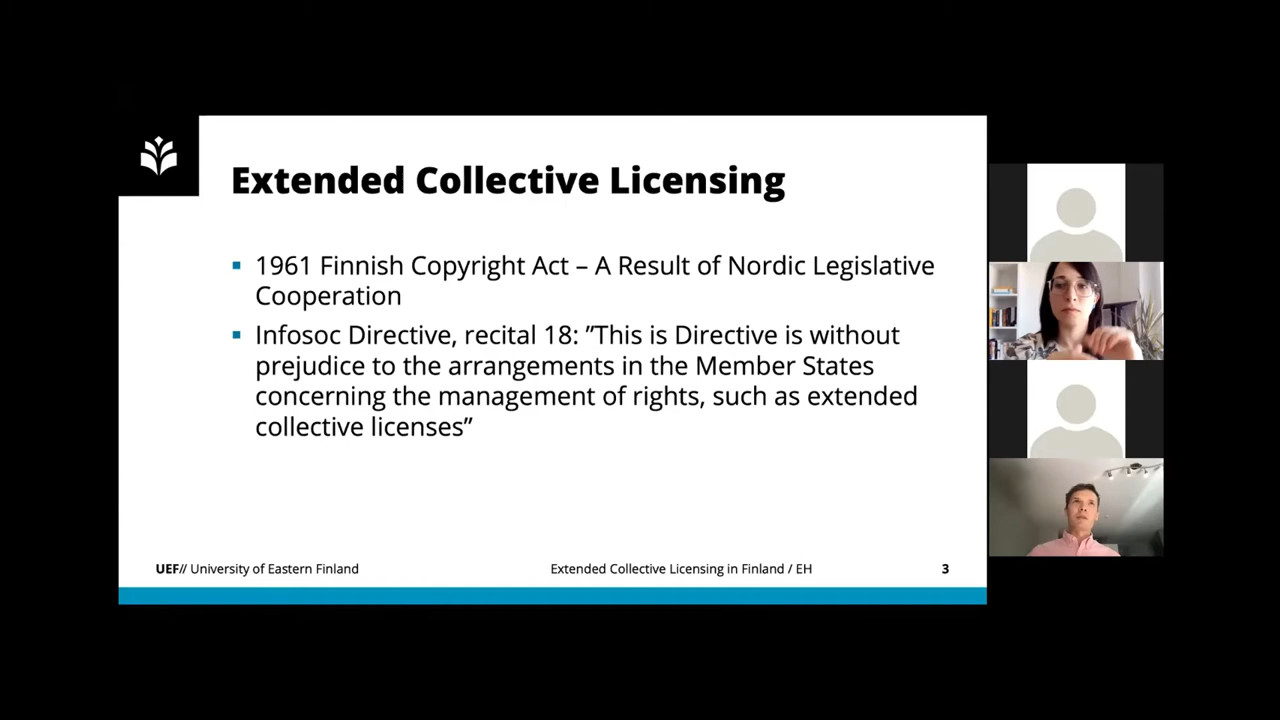 Extended Collective Licensing
▪ 1961 Finnish Copyright Act – A Result of Nordic Legislative
Cooperation
▪ Infosoc Directive, recital 18: ”This is Directive is without
prejudice to the arrangements in the Member States
concerning the management of rights, such as extended
collective licenses”
UEF// University of Eastern Finland
Extended Collective Licensing in Finland / EH
3